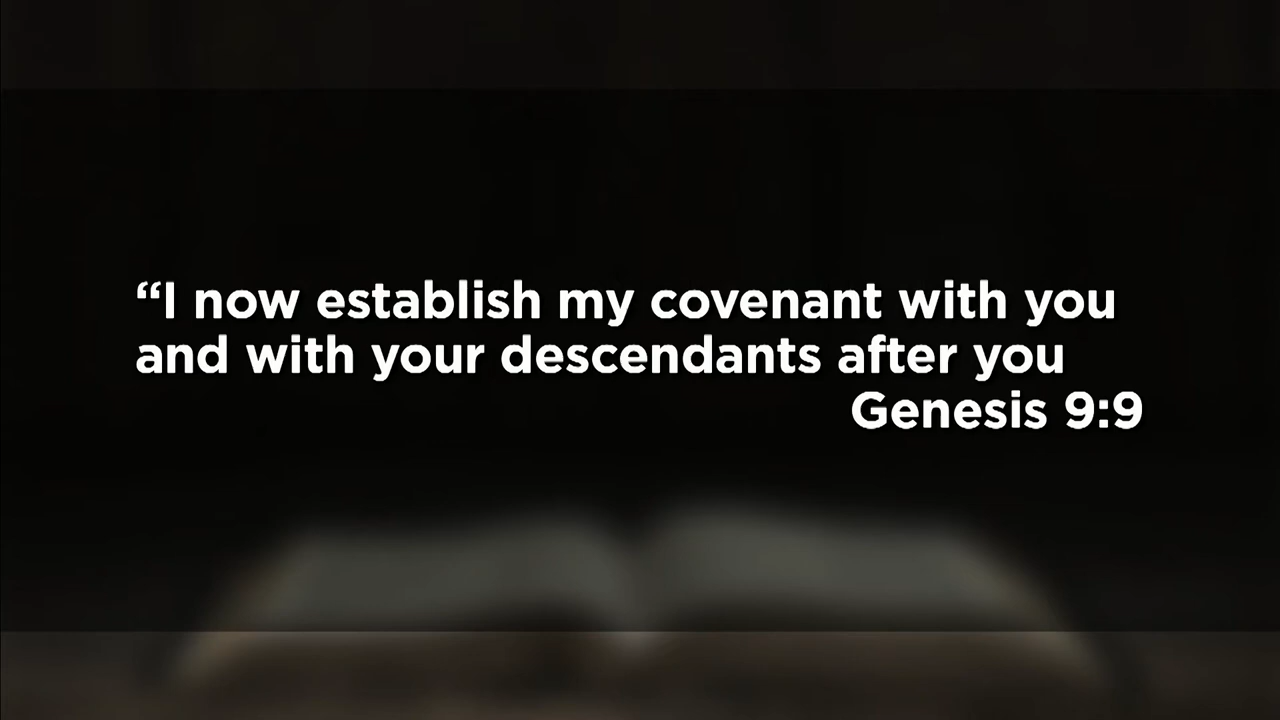 “I now establish my covenant with you
and with your descendants after you
Genesis 9:9